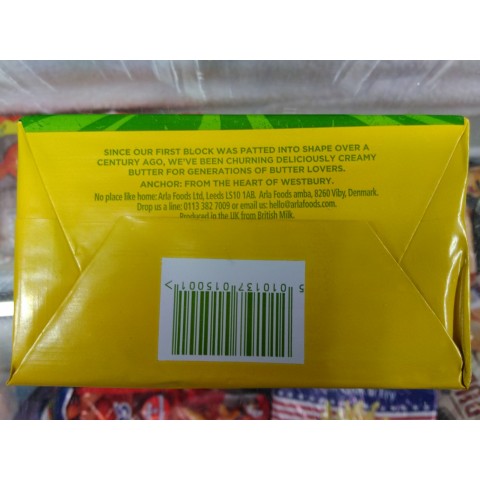 SINCE OUR FIRST BLOCK WAS PATTED INTO SHAPE OVER A
CENTURY AGO, WE'VE BEEN CHURNING DELICIOUSLY CREAMY
BUTTER FOR GENERATIONS OF BUTTER LOVERS.
ANCHOR: FROM THE HEART OF WESTBURY.
No place like home: Arla Foods Ltd, Leeds LS10 1AB. Arla Foods amba, 8260 Viby, Denmark.
Drop us a line: 0113 382 7009 or email us: hello@arlafoods.com.
Produced in the UK from British Milk.
5 010137 015001 >